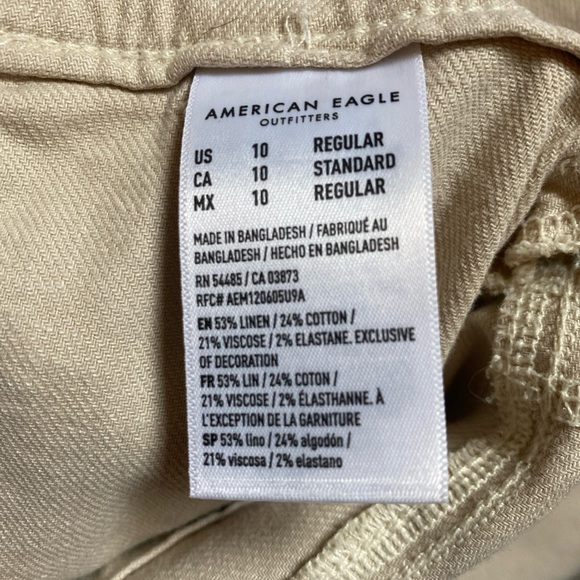 AMERICAN EAGLE
OUTFITTERS
US 10 REGULAR
CA 10 STANDARD
MX 10 REGULAR
MADE IN BANGLADESH / FABRIQUÉ AU
BANGLADESH / HECHO EN BANGLADESH
RN 54485 / CA 03873
RFC# AEM120605U9A
EN 53% LINEN / 24% COTTON /
21% VISCOSE / 2% ELASTANE. EXCLUSIVE
OF DECORATION
FR 53% LIN / 24% COTON /
21% VISCOSE / 2% ÉLASTHANNE. À
L'EXCEPTION DE LA GARNITURE
SP 53% lino / 24% algodón /
21% viscosa / 2% elastano